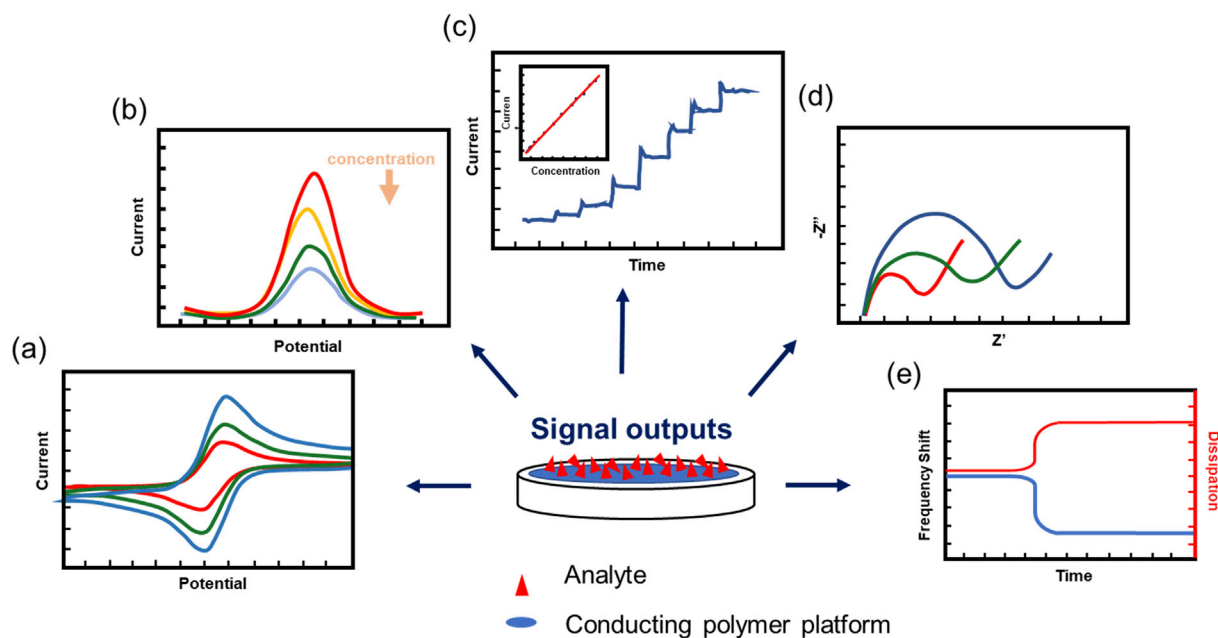 (c)
Current
Curren
Concentration
Time
(b)
concentration
Current
Potential
(d)
-Z"
Z'
(a)
Current
Potential
Signal outputs
(e)
Frequency Shift
Dissipation
Time
Analyte
Conducting polymer platform